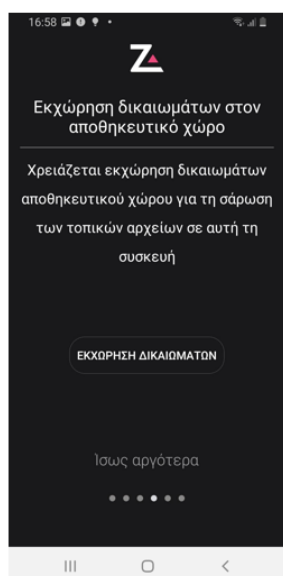 16:58
Εκχώρηση δικαιωμάτων στον
αποθηκευτικό χώρο
Χρειάζεται εκχώρηση δικαιωμάτων
αποθηκευτικού χώρου για τη σάρωση
των τοπικών αρχείων σε αυτή τη
συσκευή
ΕΚΧΩΡΗΣΗ ΔΙΚΑΙΩΜΑΤΩΝ
Ίσως αργότερα